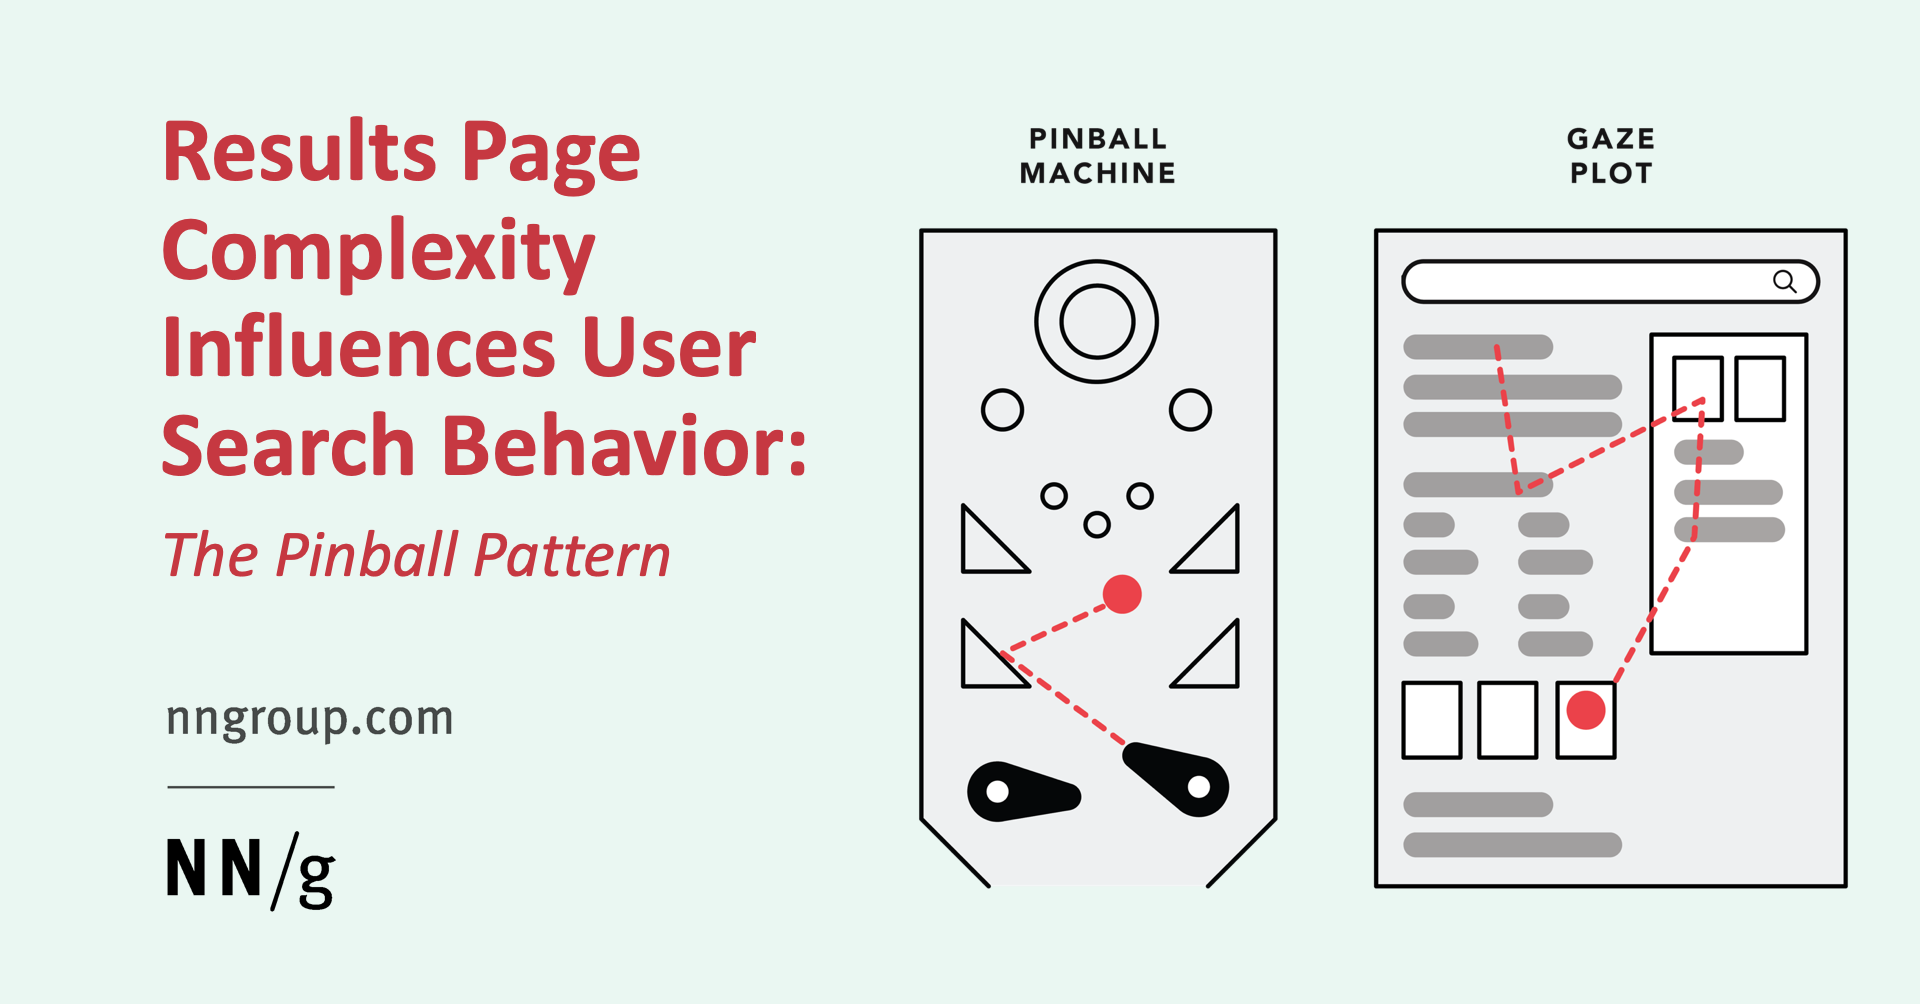 Results Page
Complexity
Influences User
Search Behavior:
The Pinball Pattern
nngroup.com
NN/g
PINBALL
MACHINE
GAZE
PLOT